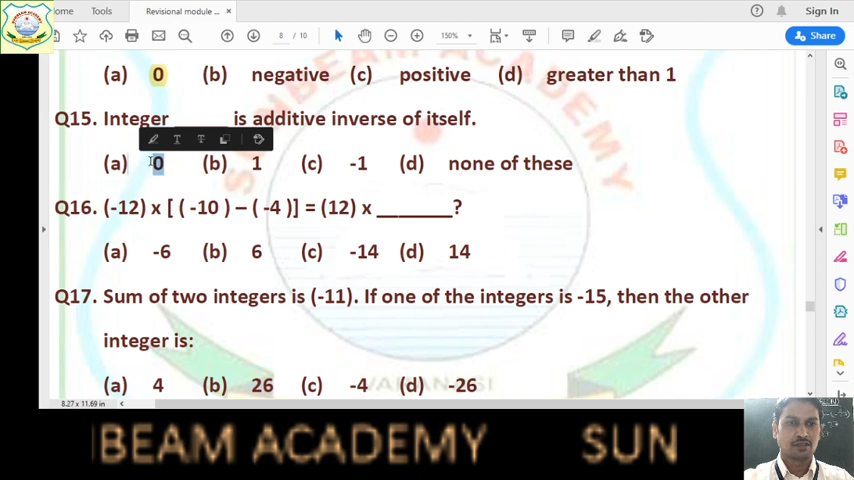 ome Tools Revisional module ... × Sign In
8 / 10 150% Share
(a) 0 (b) negative (c) positive (d) greater than 1
Q15. Integer ______ is additive inverse of itself.
(a) 0 (b) 1 (c) -1 (d) none of these
Q16. (-12) x [ ( -10 ) – ( -4 )] = (12) x _______?
(a) -6 (b) 6 (c) -14 (d) 14
Q17. Sum of two integers is (-11). If one of the integers is -15, then the other
integer is:
(a) 4 (b) 26 (c) -4 (d) -26
VARANASI
8.27 x 11.69 in
BEAM ACADEMY SUN